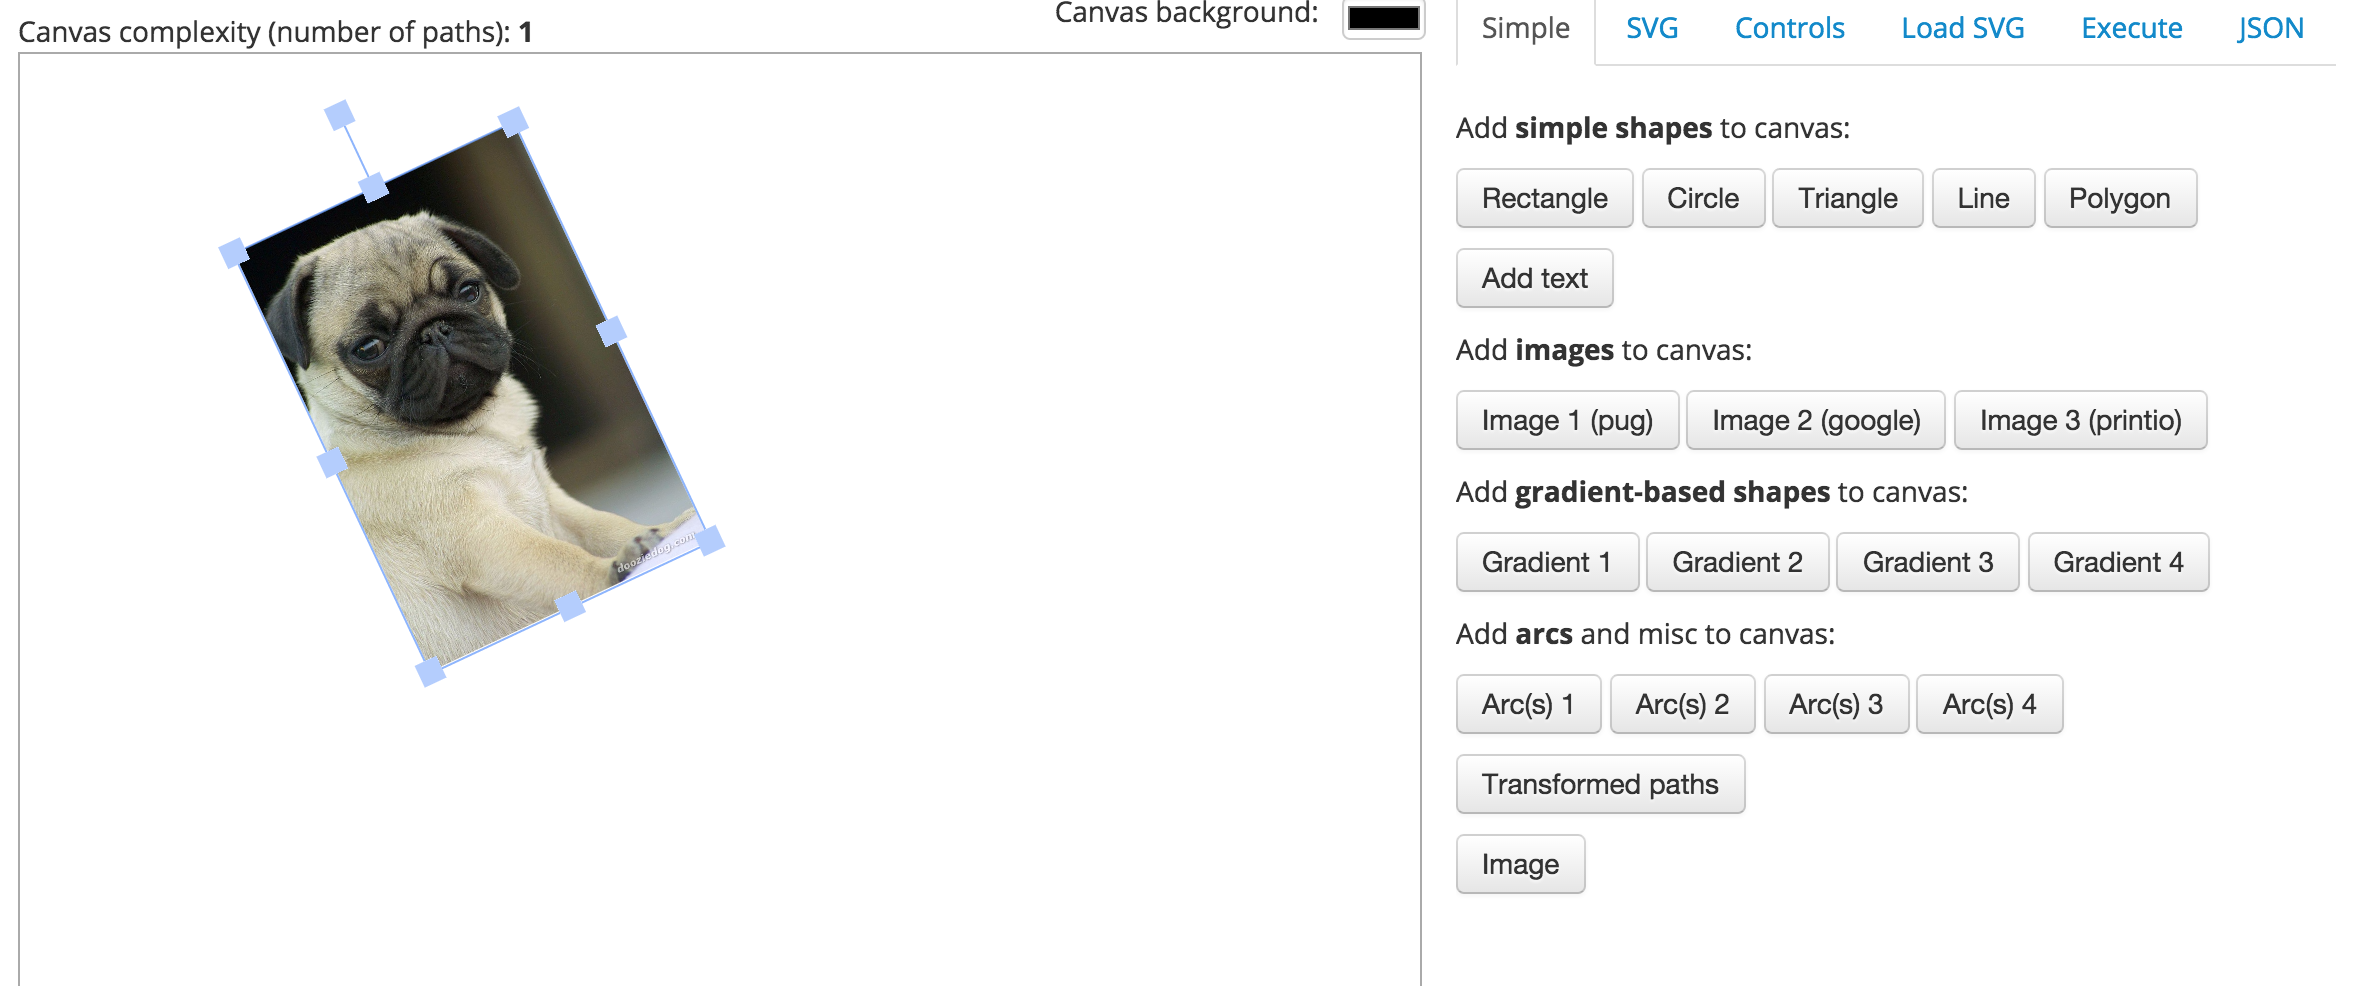 Canvas complexity (number of paths): 1
Canvas background:
Simple SVG Controls Load SVG Execute JSON
Add simple shapes to canvas:
Rectangle Circle Triangle Line Polygon
Add text
Add images to canvas:
Image 1 (pug) Image 2 (google) Image 3 (printio)
Add gradient-based shapes to canvas:
Gradient 1 Gradient 2 Gradient 3 Gradient 4
Add arcs and misc to canvas:
Arc(s) 1 Arc(s) 2 Arc(s) 3 Arc(s) 4
Transformed paths
Image
dooziedog.com